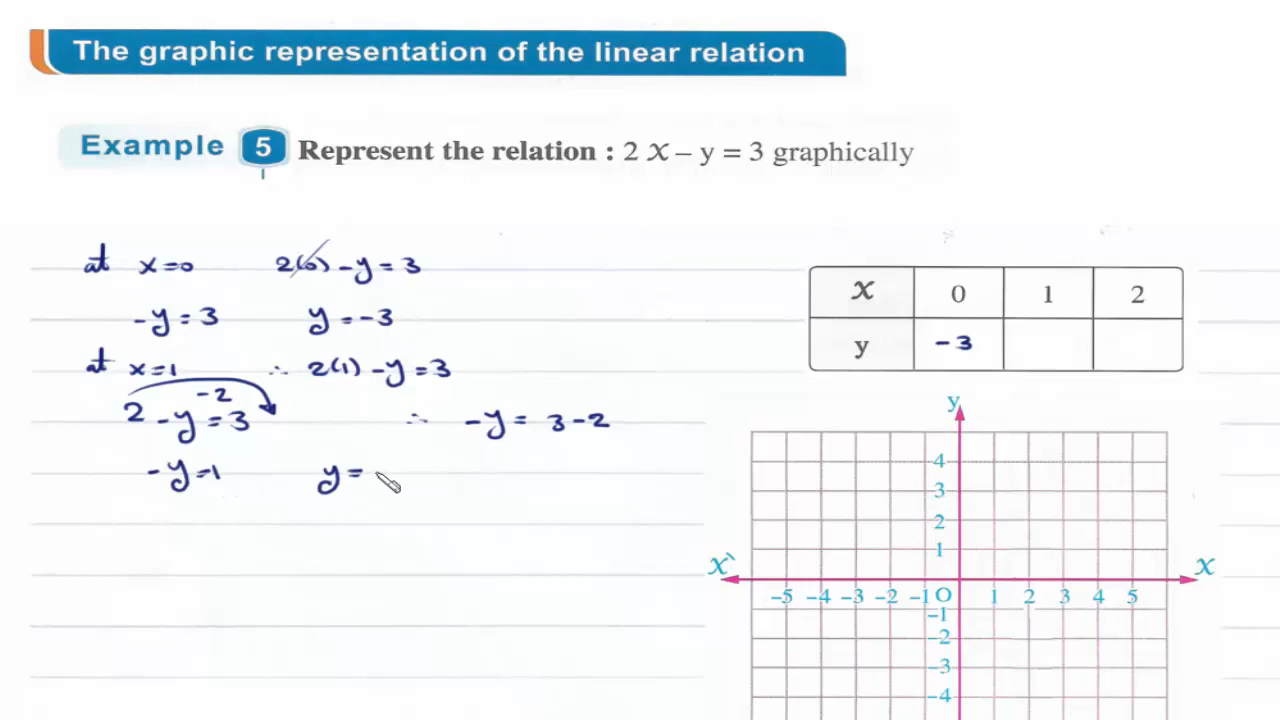 The graphic representation of the linear relation
Example 5 Represent the relation : 2 x – y = 3 graphically
at x=0 2(0) -y = 3
-y = 3 y = -3
at x=1 ∴ 2(1) -y = 3
-2
2 -y = 3 ∴ -y = 3-2
-y =1 y =
x 0 1 2
y -3
y
4
3
2
1
x` x
-5 -4 -3 -2 -1 O 1 2 3 4 5
-1
-2
-3
-4